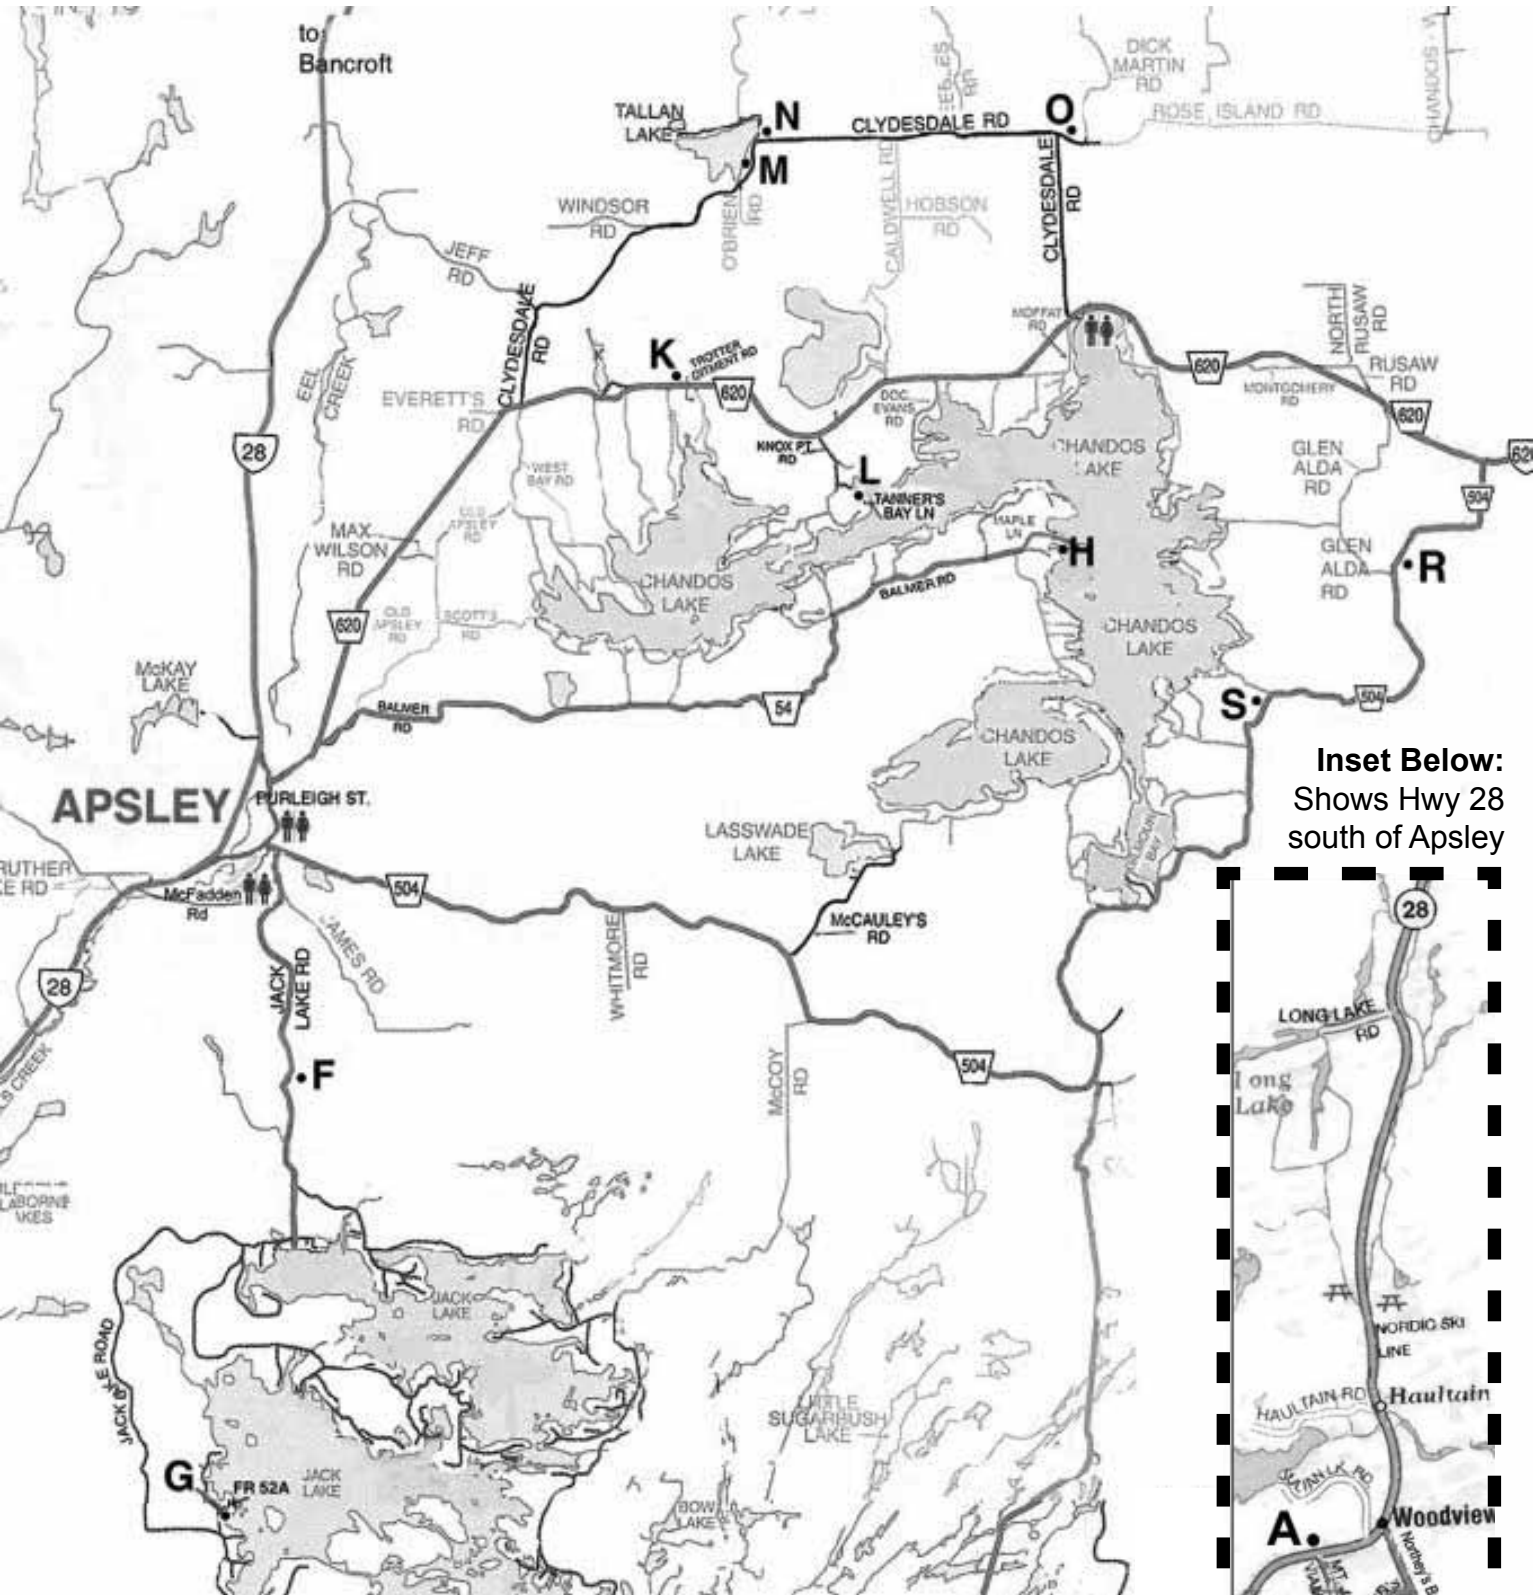 to
Bancroft
DICK
MARTIN
RD
TALLAN
LAKE
N
CLYDESDALE RD
O
ROSE ISLAND RD
M
WINDSOR
RD
O'BRIEN
RD
CALDWELL RD
HOBSON
RD
CLYDESDALE
RD
JEFF
RD
CLYDESDALE
RD
EEL
CREEK
MOFFAT
RD
NORTH
RUSAW
RD
K
TROTTER
RD
620
620
RUSAW
RD
MONTGOMERY
RD
EVERETT'S
RD
DOC
EVANS
RD
620
28
KNOX PT.
RD
CHANDOS
LAKE
GLEN
ALDA
RD
WEST
BAY RD
L
TANNER'S
BAY LN
504
OLD
APSLEY
RD
MAX
WILSON
RD
MAPLE
LN
H
GLEN
ALDA
RD
R
CHANDOS
LAKE
BALMER RD
620
OLD
APSLEY
RD
SCOTT'S
RD
CHANDOS
LAKE
McKAY
LAKE
BALMER
RD
54
S
504
CHANDOS
LAKE
Inset Below:
Shows Hwy 28
south of Apsley
APSLEY
BURLEIGH ST.
LASSWADE
LAKE
BAY
McFadden
Rd
504
JAMES RD
WHITMORE
RD
McCAULEY'S
RD
28
28
JACK
LAKE RD
LONG LAKE
RD
F
McCOY
RD
504
Long
Lake
JACK
LAKE
NORDIC SKI
LINE
HAULTAIN RD
Haultain
LITTLE
SUGARBUSH
LAKE
G
FR 52A
JACK
LAKE
BOW
LAKE
A
Woodview